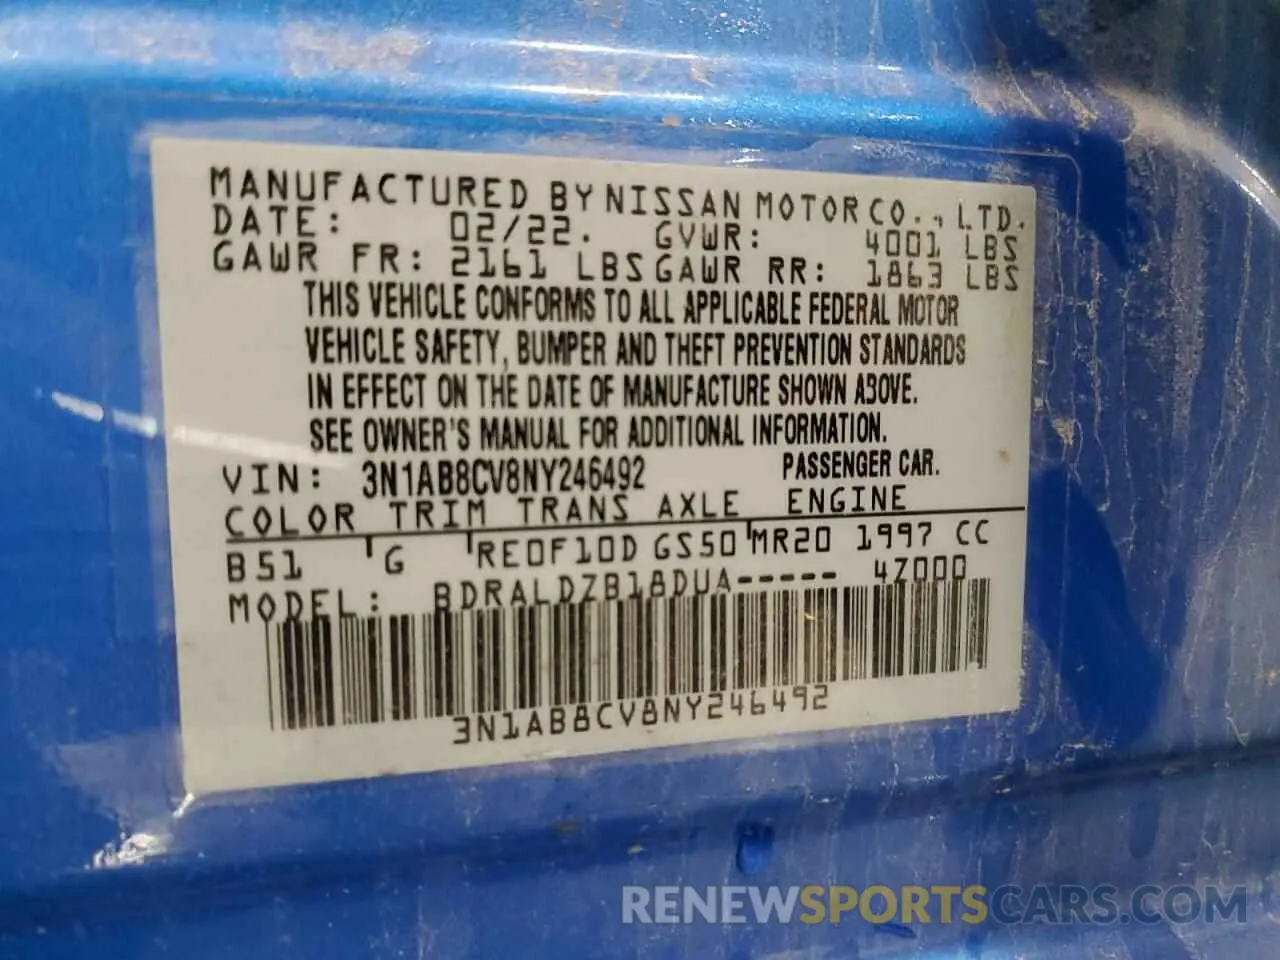 MANUFACTURED BY NISSAN MOTOR CO., LTD.
DATE: 02/22. GVWR: 4001 LBS
GAWR FR: 2161 LBS GAWR RR: 1863 LBS
THIS VEHICLE CONFORMS TO ALL APPLICABLE FEDERAL MOTOR
VEHICLE SAFETY, BUMPER AND THEFT PREVENTION STANDARDS
IN EFFECT ON THE DATE OF MANUFACTURE SHOWN ABOVE.
SEE OWNER'S MANUAL FOR ADDITIONAL INFORMATION.
VIN: 3N1AB8CV8NY246492 PASSENGER CAR.
COLOR TRIM TRANS AXLE ENGINE
B51 G RE0F10D GS50 MR20 1997 CC
MODEL: BDRALDZB18DUA----- 4Z000
3N1AB8CV8NY246492
RENEWSPORTSCARS.COM